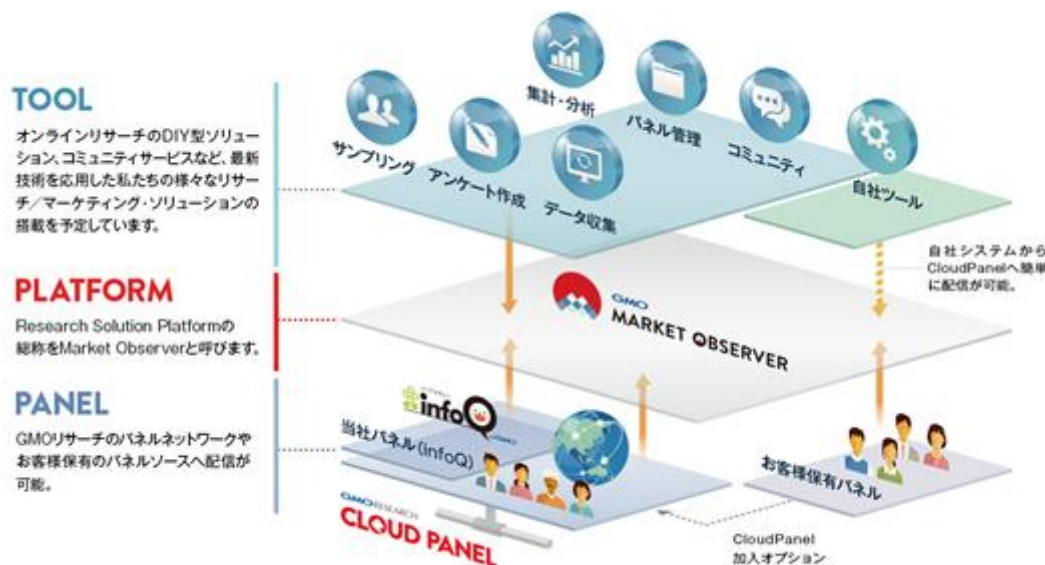 TOOL
オンラインリサーチのDIY型ソリュー
ション、コミュニティサービスなど、最新
技術を応用した私たちの様々なリサー
チ／マーケティング・ソリューションの
搭載を予定しています。
サンプリング
アンケート作成
データ収集
集計・分析
パネル管理
コミュニティ
自社ツール
自社システムから
CloudPanelへ簡単
に配信が可能。
PLATFORM
Research Solution Platformの
総称をMarket Observerと呼びます。
GMO
MARKET OBSERVER
PANEL
GMOリサーチのパネルネットワークや
お客様保有のパネルソースへ配信が
可能。
infoQ
GMO
当社パネル(infoQ)
GMO RESEARCH
CLOUD PANEL
お客様保有パネル
CloudPanel
加入オプション